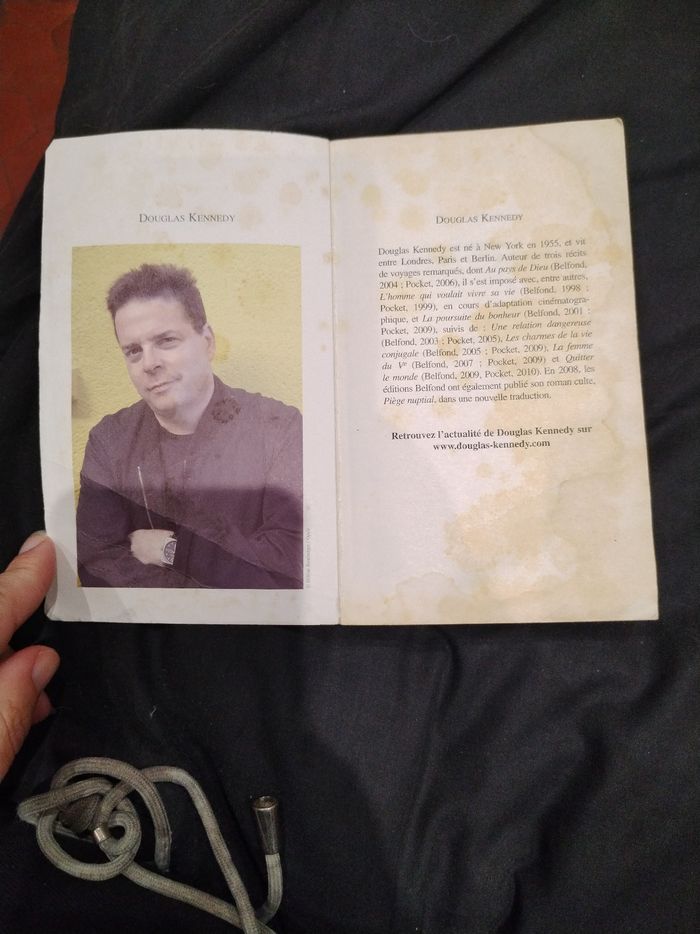 DOUGLAS KENNEDY
DOUGLAS KENNEDY
Douglas Kennedy est né à New York en 1955, et vit
entre Londres, Paris et Berlin. Auteur de trois récits
de voyages remarqués, dont Au pays de Dieu (Belfond,
2004 ; Pocket, 2006), il s'est imposé avec, entre autres,
L'homme qui voulait vivre sa vie (Belfond, 1998 ;
Pocket, 1999), en cours d'adaptation cinématogra-
phique, et La poursuite du bonheur (Belfond, 2001 ;
Pocket, 2009), suivis de : Une relation dangereuse
(Belfond, 2003 ; Pocket, 2005), Les charmes de la vie
conjugale (Belfond, 2005 ; Pocket, 2009), La femme
du Ve (Belfond, 2007 ; Pocket, 2009) et Quitter
le monde (Belfond, 2009, Pocket, 2010). En 2008, les
éditions Belfond ont également publié son roman culte,
Piège nuptial, dans une nouvelle traduction.
Retrouvez l'actualité de Douglas Kennedy sur
www.douglas-kennedy.com